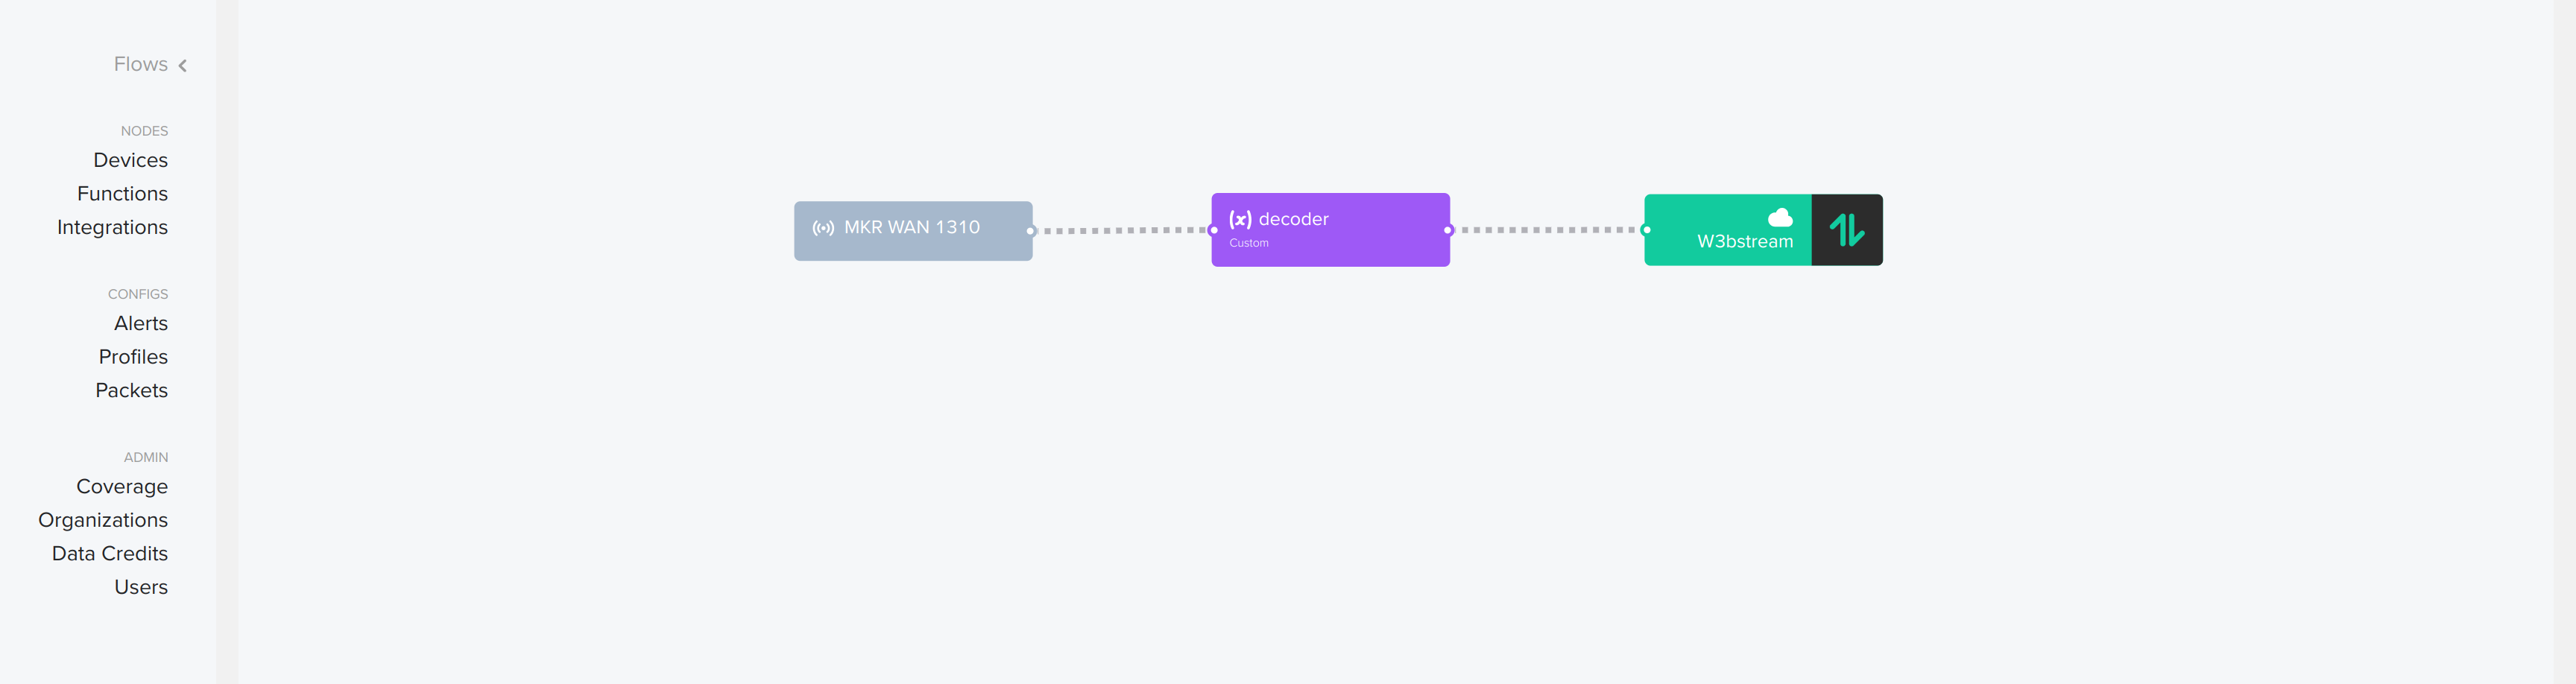 Flows
NODES
Devices
Functions
Integrations
CONFIGS
Alerts
Profiles
Packets
ADMIN
Coverage
Organizations
Data Credits
Users
MKR WAN 1310
(x) decoder
Custom
W3bstream